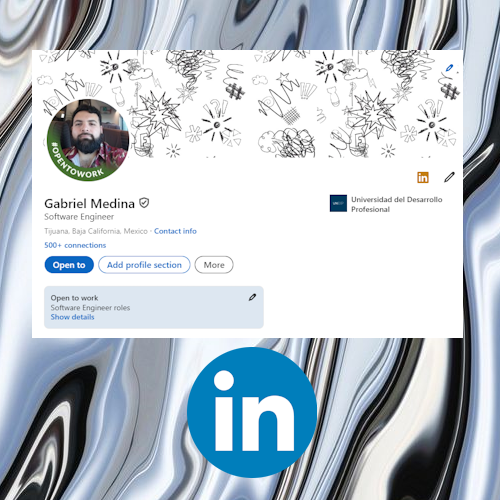 #OPENTOWORK
in
Gabriel Medina
Software Engineer
Universidad del Desarrollo
Profesional
Tijuana, Baja California, Mexico · Contact info
500+ connections
Open to
Add profile section
More
Open to work
Software Engineer roles
Show details
in